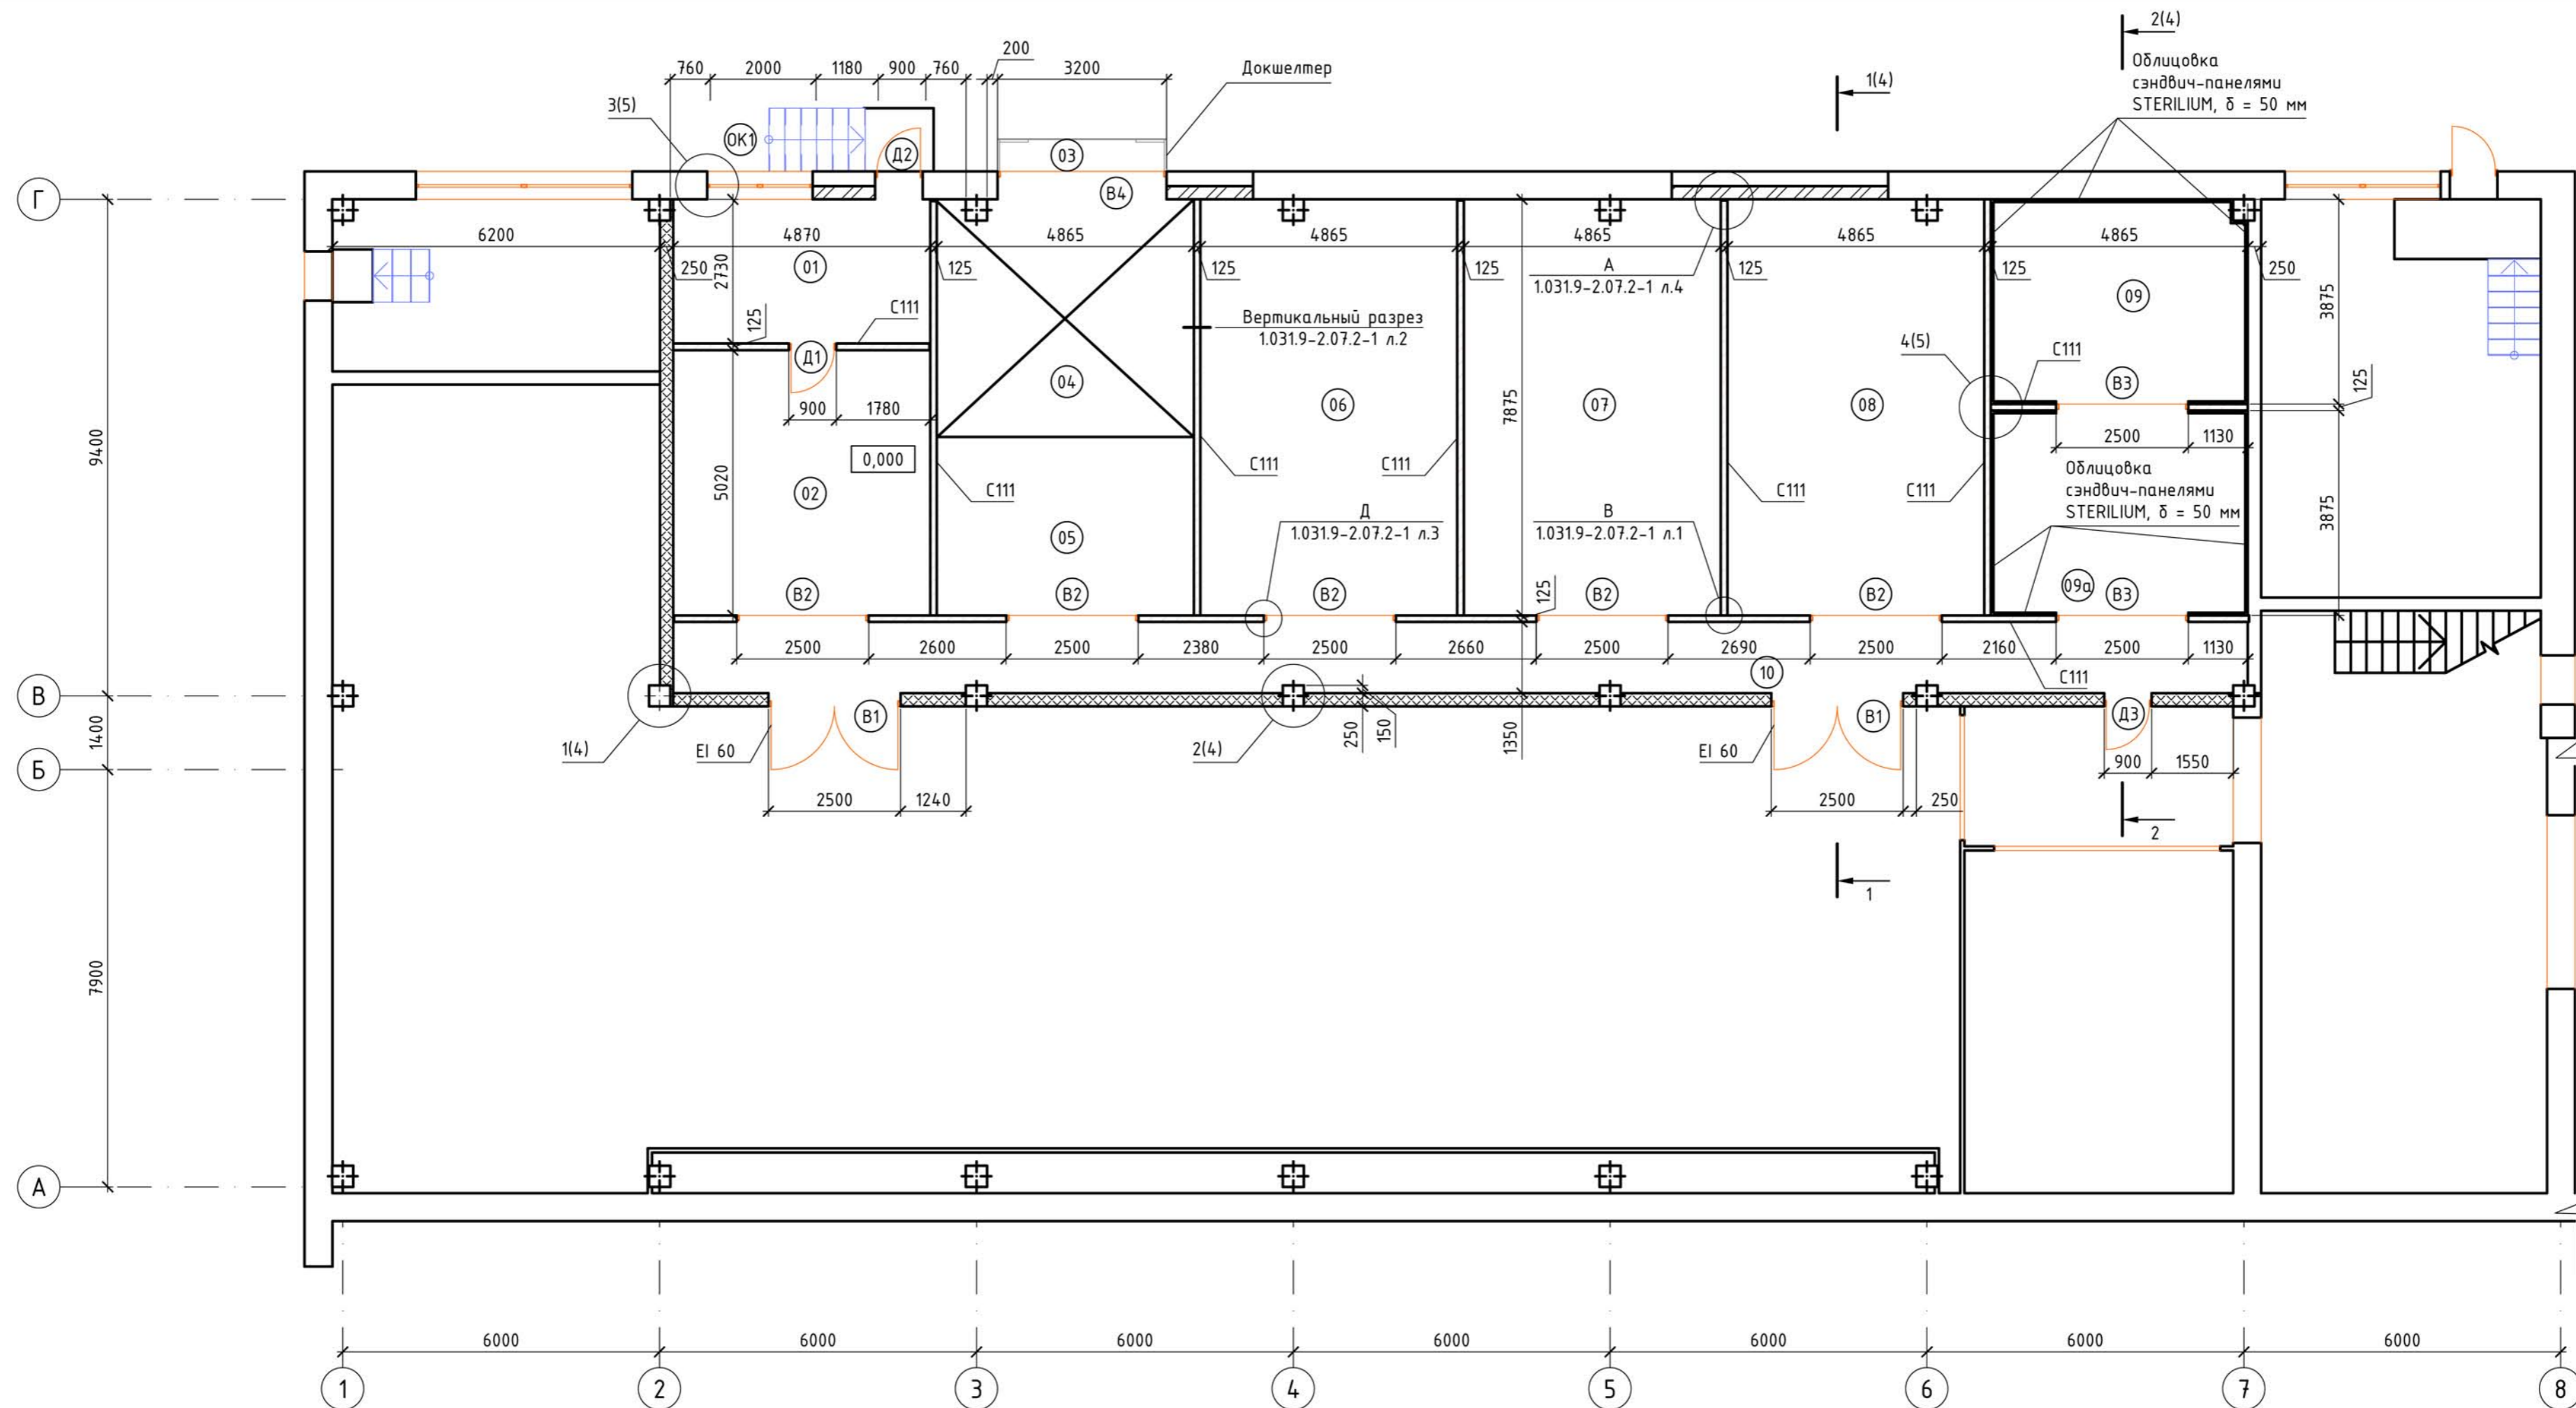 2(4)
Облицовка
сэндвич-панелями
STERILIUM, δ = 50 мм
200
760
2000
1180
900
760
3200
Докшелтер
1(4)
3(5)
ОК1
Д2
03
В4
Г
6200
4870
4865
4865
4865
4865
4865
250
2730
01
125
125
125
125
125
250
А
1.031.9-2.07.2-1 л.4
09
3875
125
С111
Вертикальный разрез
1.031.9-2.07.2-1 л.2
4(5)
С111
Д1
04
В3
125
900
1780
06
7875
07
08
9400
2500
1130
0,000
С111
С111
С111
С111
С111
Облицовка
сэндвич-панелями
STERILIUM, δ = 50 мм
5020
02
05
Д
1.031.9-2.07.2-1 л.3
В
1.031.9-2.07.2-1 л.1
3875
09а
В2
В2
В2
125
В2
В2
В3
2500
2600
2500
2380
2500
2660
2500
2690
2500
2160
2500
1130
10
С111
В
В1
В1
Д3
1400
1(4)
EI 60
2(4)
250
150
1350
EI 60
Б
900
1550
2500
1240
2500
250
2
1
7900
А
6000
6000
6000
6000
6000
6000
6000
1
2
3
4
5
6
7
8